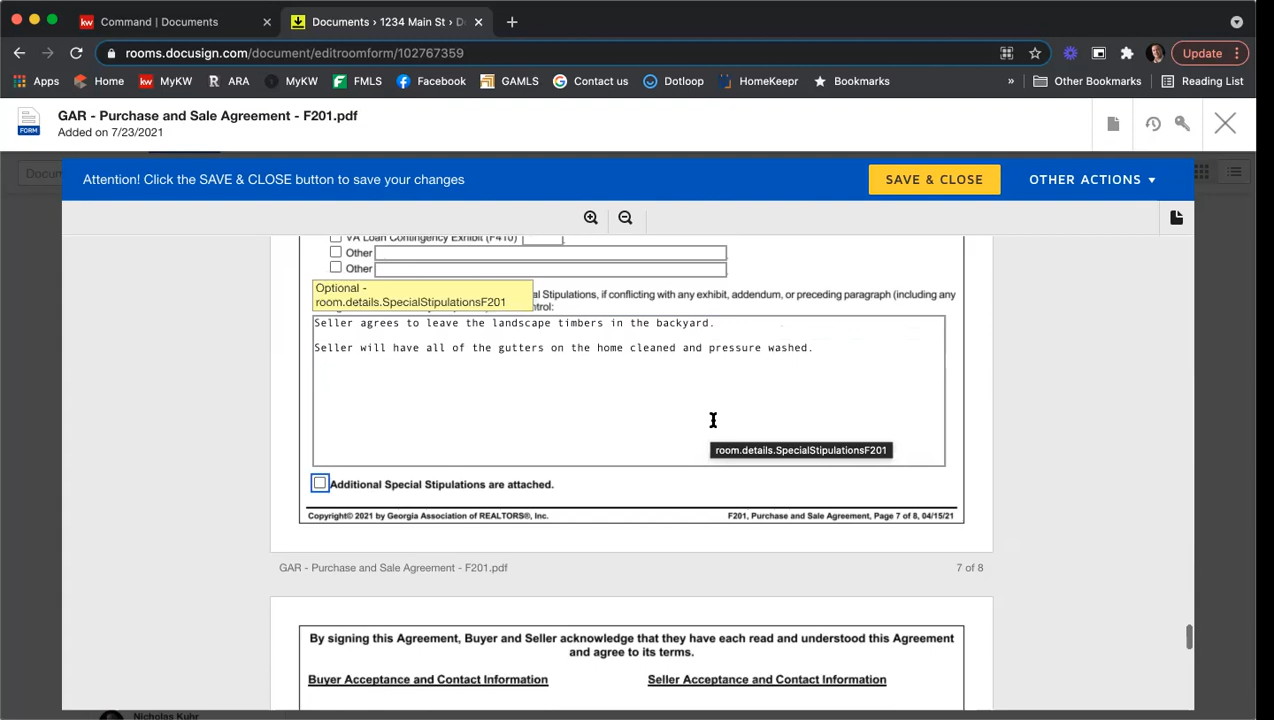 Command | Documents
Documents › 1234 Main St › D
rooms.docusign.com/document/editroomform/102767359
Update
Apps
Home
MyKW
ARA
MyKW
FMLS
Facebook
GAMLS
Contact us
Dotloop
HomeKeepr
Bookmarks
»
Other Bookmarks
Reading List
GAR - Purchase and Sale Agreement - F201.pdf
FORM
Added on 7/23/2021
Attention! Click the SAVE & CLOSE button to save your changes
SAVE & CLOSE
OTHER ACTIONS
VA Loan Contingency Exhibit (F410)
Other
Other
Optional -
room.details.SpecialStipulationsF201
Stipulations, if conflicting with any exhibit, addendum, or preceding paragraph (including any
Seller agrees to leave the landscape timbers in the backyard.
Seller will have all of the gutters on the home cleaned and pressure washed.
room.details.SpecialStipulationsF201
Additional Special Stipulations are attached.
Copyright© 2021 by Georgia Association of REALTORS®, Inc.
F201, Purchase and Sale Agreement, Page 7 of 8, 04/15/21
GAR - Purchase and Sale Agreement - F201.pdf
7 of 8
By signing this Agreement, Buyer and Seller acknowledge that they have each read and understood this Agreement
and agree to its terms.
Buyer Acceptance and Contact Information
Seller Acceptance and Contact Information
Nicholas Kuhr